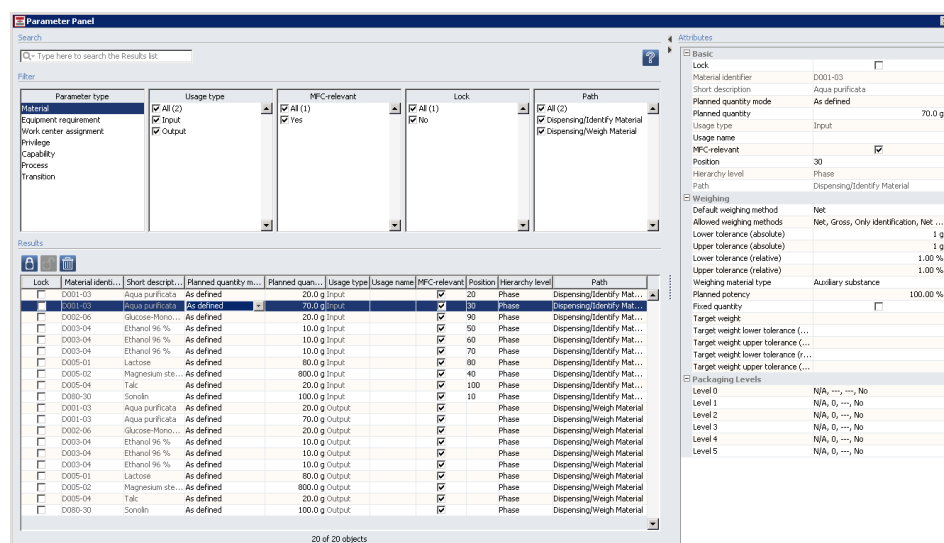 Parameter Panel
Search
Type here to search the Results list
Filter
Parameter type
Material
Equipment requirement
Work center assignment
Privilege
Capability
Process
Transition
Usage type
All (2)
Input
Output
MFC-relevant
All (1)
Yes
Lock
All (1)
No
Path
All (2)
Dispensing/Identify Material
Dispensing/Weigh Material
Results
Lock Material identi... Short descript... Planned quantity m... Planned quan... Usage type Usage name MFC-relevant Position Hierarchy level Path
D001-03 Aqua purificata As defined 20.0 g Input 20 Phase Dispensing/Identify Mat...
D001-03 Aqua purificata As defined 70.0 g Input 30 Phase Dispensing/Identify Mat...
D002-06 Glucose-Mono... As defined 20.0 g Input 90 Phase Dispensing/Identify Mat...
D003-04 Ethanol 96 % As defined 10.0 g Input 50 Phase Dispensing/Identify Mat...
D003-04 Ethanol 96 % As defined 10.0 g Input 60 Phase Dispensing/Identify Mat...
D003-04 Ethanol 96 % As defined 10.0 g Input 70 Phase Dispensing/Identify Mat...
D005-01 Lactose As defined 80.0 g Input 80 Phase Dispensing/Identify Mat...
D005-02 Magnesium ste... As defined 800.0 g Input 40 Phase Dispensing/Identify Mat...
D005-04 Talc As defined 20.0 g Input 100 Phase Dispensing/Identify Mat...
D080-30 Sonolin As defined 100.0 g Input 10 Phase Dispensing/Identify Mat...
D001-03 Aqua purificata As defined 20.0 g Output Phase Dispensing/Weigh Material
D001-03 Aqua purificata As defined 70.0 g Output Phase Dispensing/Weigh Material
D002-06 Glucose-Mono... As defined 20.0 g Output Phase Dispensing/Weigh Material
D003-04 Ethanol 96 % As defined 10.0 g Output Phase Dispensing/Weigh Material
D003-04 Ethanol 96 % As defined 10.0 g Output Phase Dispensing/Weigh Material
D003-04 Ethanol 96 % As defined 10.0 g Output Phase Dispensing/Weigh Material
D005-01 Lactose As defined 80.0 g Output Phase Dispensing/Weigh Material
D005-02 Magnesium ste... As defined 800.0 g Output Phase Dispensing/Weigh Material
D005-04 Talc As defined 20.0 g Output Phase Dispensing/Weigh Material
D080-30 Sonolin As defined 100.0 g Output Phase Dispensing/Weigh Material
20 of 20 objects
Attributes
Basic
Lock
Material identifier D001-03
Short description Aqua purificata
Planned quantity mode As defined
Planned quantity 70.0 g
Usage type Input
Usage name
MFC-relevant
Position 30
Hierarchy level Phase
Path Dispensing/Identify Material
Weighing
Default weighing method Net
Allowed weighing methods Net, Gross, Only identification, Net ...
Lower tolerance (absolute) 1 g
Upper tolerance (absolute) 1 g
Lower tolerance (relative) 1.00 %
Upper tolerance (relative) 1.00 %
Weighing material type Auxiliary substance
Planned potency 100.00 %
Fixed quantity
Target weight
Target weight lower tolerance (...
Target weight upper tolerance (...
Target weight lower tolerance (r...
Target weight upper tolerance (...
Packaging Levels
Level 0 N/A, ---, ---, No
Level 1 N/A, 0, ---, No
Level 2 N/A, 0, ---, No
Level 3 N/A, 0, ---, No
Level 4 N/A, 0, ---, No
Level 5 N/A, 0, ---, No